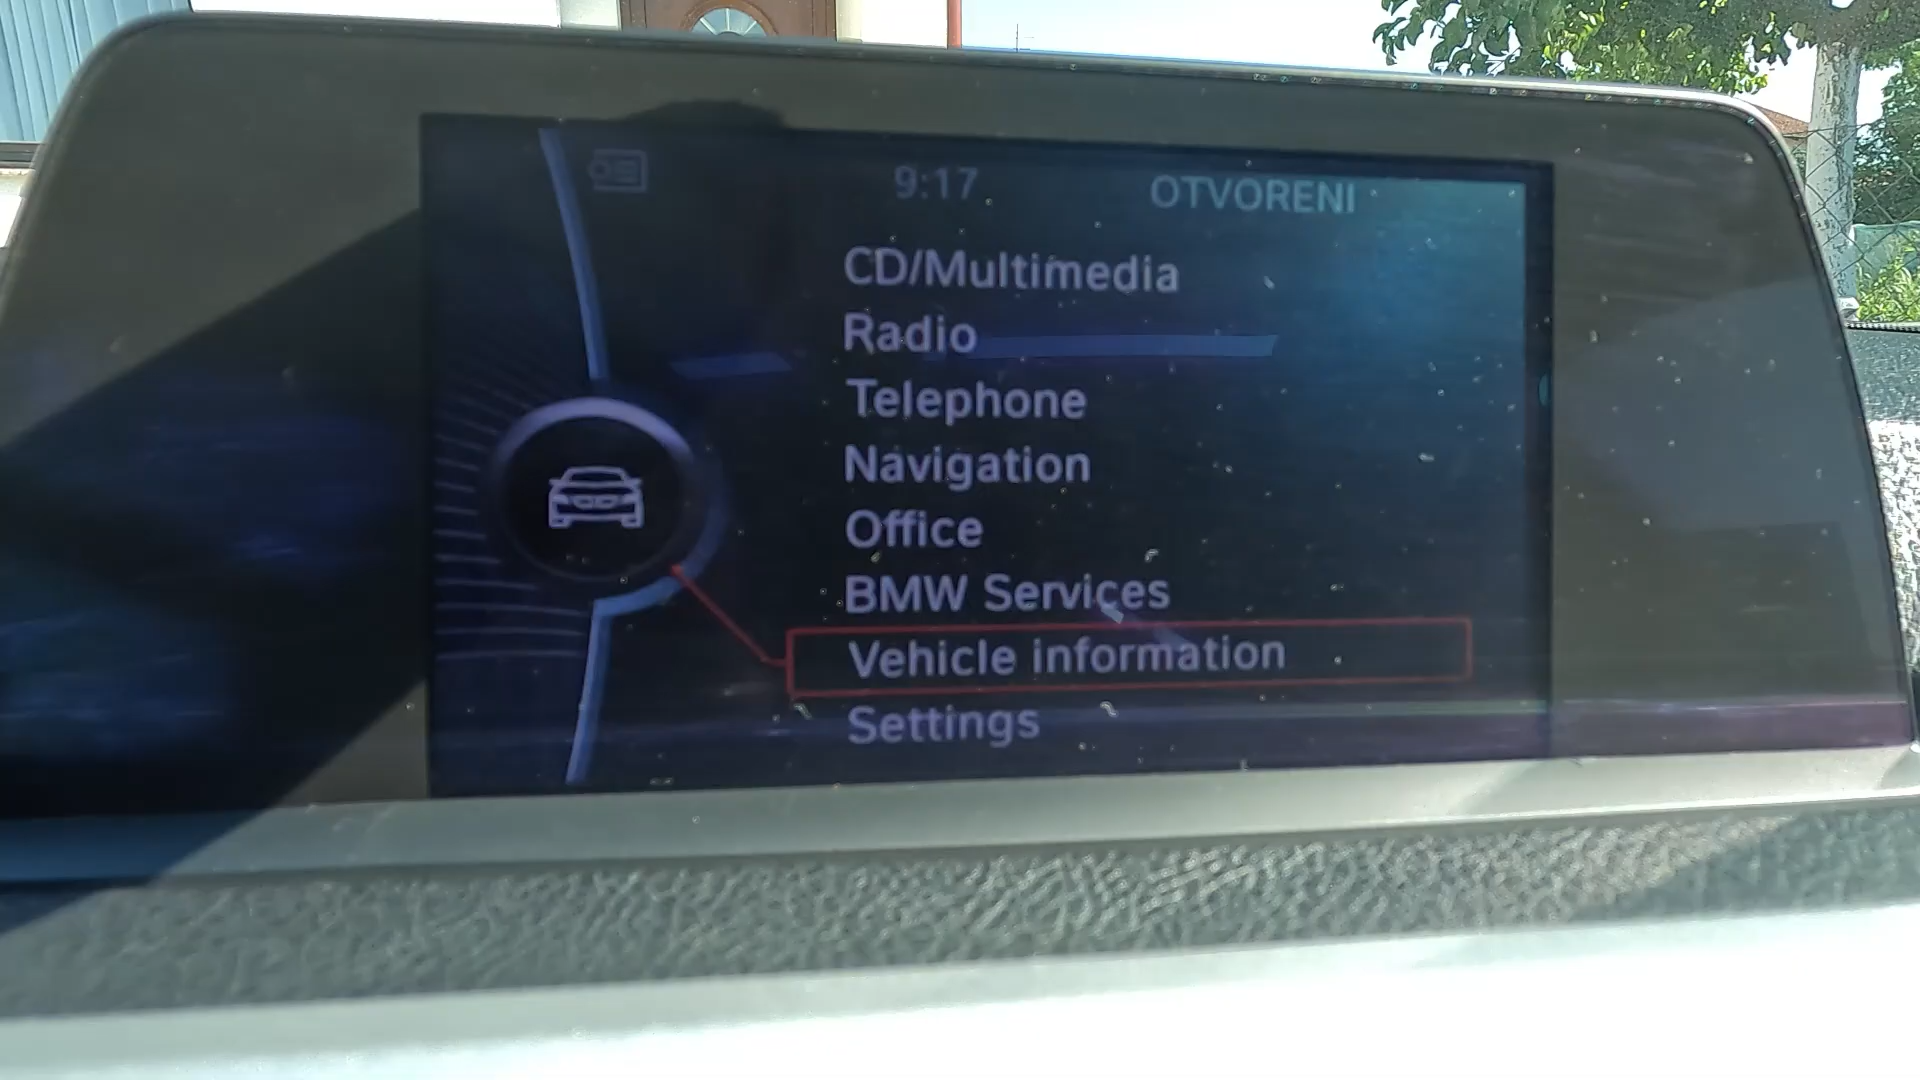 9:17
OTVORENI
CD/Multimedia
Radio
Telephone
Navigation
Office
BMW Services
Vehicle information
Settings